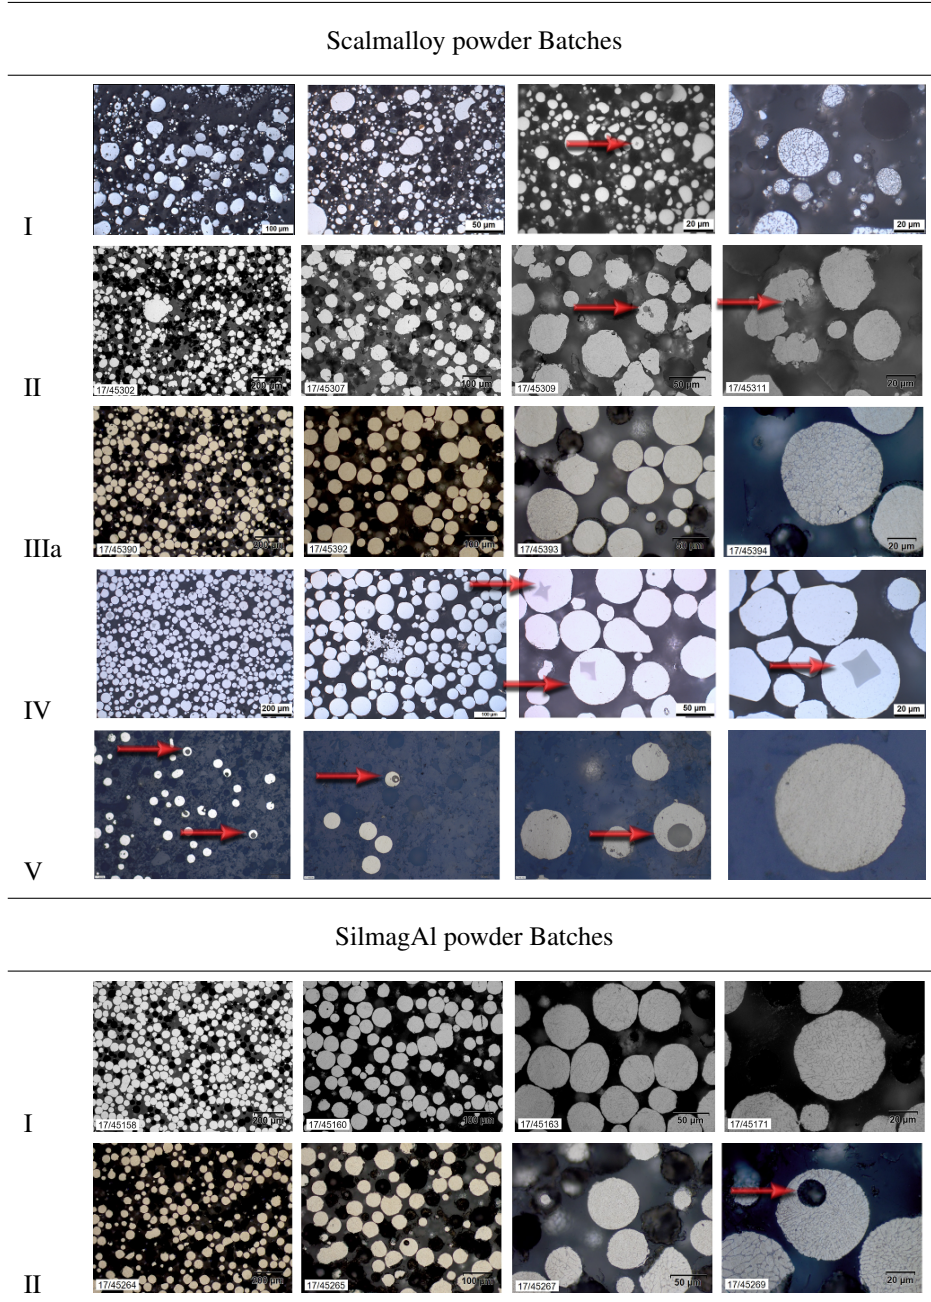 Scalmalloy powder Batches
I
100 µm
50 µm
20 µm
20 µm
II
17/45302
200 µm
17/45307
100 µm
17/45309
50 µm
17/45311
20 µm
IIIa
17/45390
200 µm
17/45392
100 µm
17/45393
50 µm
17/45394
20 µm
IV
200 µm
100 µm
50 µm
20 µm
V
SilmagAl powder Batches
I
17/45158
200 µm
17/45160
100 µm
17/45163
50 µm
17/45171
20 µm
II
17/45264
200 µm
17/45265
100 µm
17/45267
50 µm
17/45269
20 µm